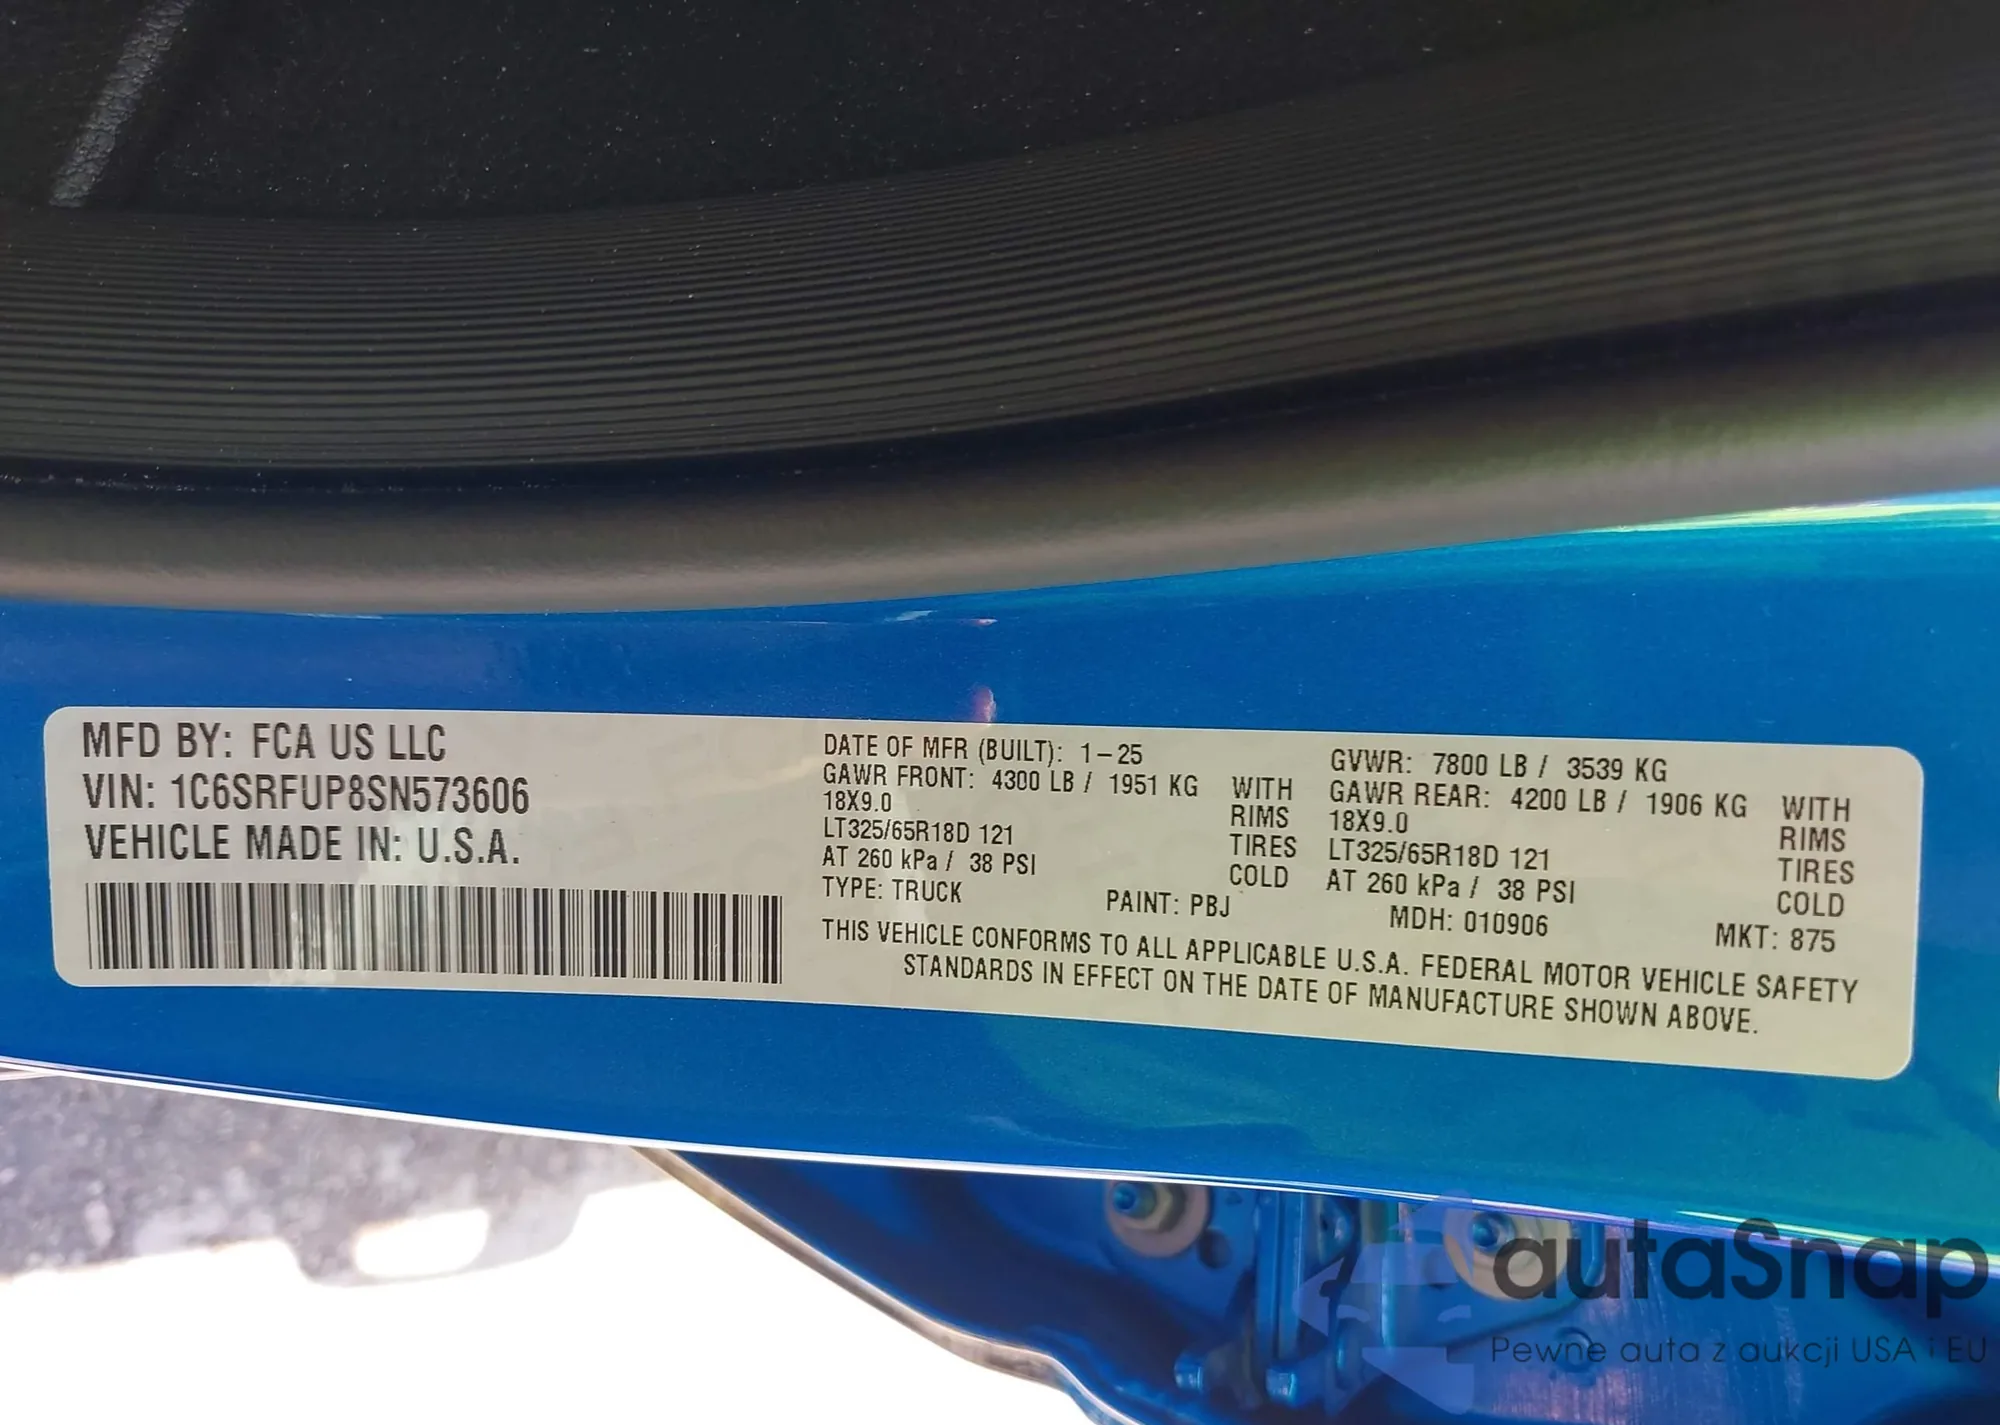 MFD BY: FCA US LLC
VIN: 1C6SRFUP8SN573606
VEHICLE MADE IN: U.S.A.
DATE OF MFR (BUILT): 1-25 GVWR: 7800 LB / 3539 KG
GAWR FRONT: 4300 LB / 1951 KG WITH GAWR REAR: 4200 LB / 1906 KG WITH
18X9.0 RIMS 18X9.0 RIMS
LT325/65R18D 121 TIRES LT325/65R18D 121 TIRES
AT 260 kPa / 38 PSI COLD AT 260 kPa / 38 PSI COLD
TYPE: TRUCK PAINT: PBJ MDH: 010906 MKT: 875
THIS VEHICLE CONFORMS TO ALL APPLICABLE U.S.A. FEDERAL MOTOR VEHICLE SAFETY
STANDARDS IN EFFECT ON THE DATE OF MANUFACTURE SHOWN ABOVE.
autaSnap
Pewne auta z aukcji USA i EU